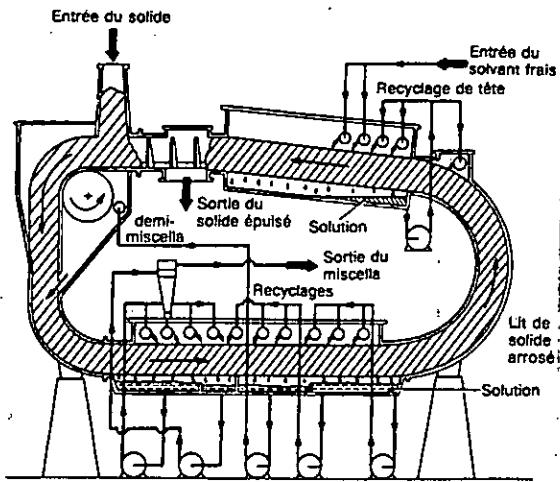 Entrée du solide
Entrée du
solvant frais
Recyclage de tête
Sortie du
solide épuisé
Solution
demi-
miscella
Sortie du
miscella
Recyclages
Lit de
solide
arrosé
Solution